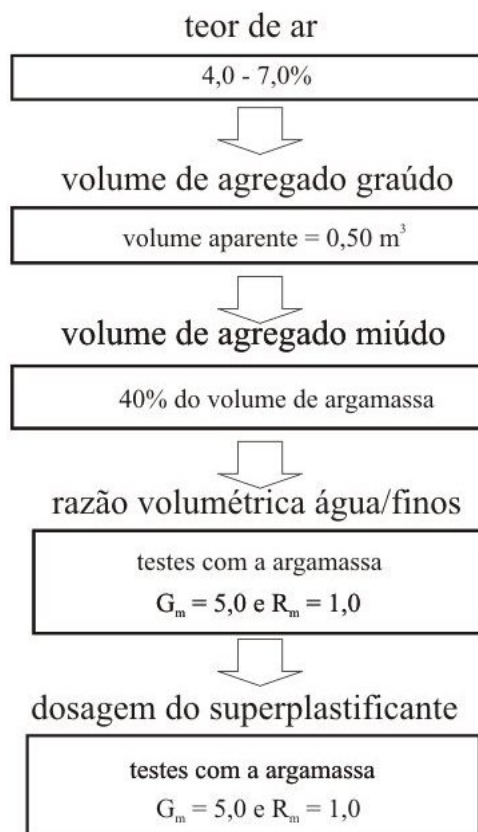 teor de ar
4,0 - 7,0%
volume de agregado graúdo
volume aparente = 0,50 m³
volume de agregado miúdo
40% do volume de argamassa
razão volumétrica água/finos
testes com a argamassa
Gm = 5,0 e Rm = 1,0
dosagem do superplastificante
testes com a argamassa
Gm = 5,0 e Rm = 1,0